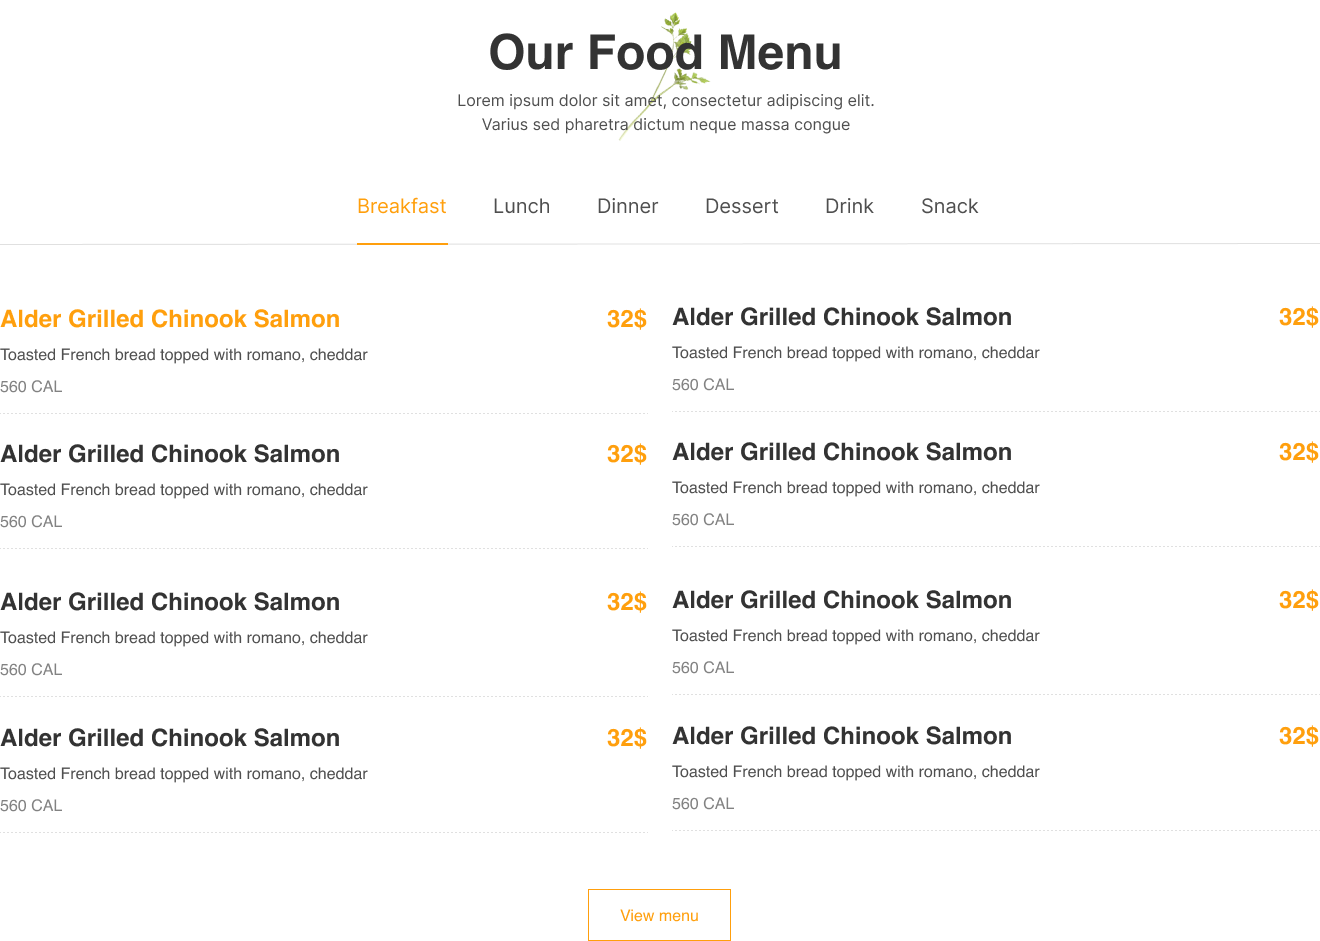 Our Food Menu
Lorem ipsum dolor sit amet, consectetur adipiscing elit.
Varius sed pharetra dictum neque massa congue
Breakfast Lunch Dinner Dessert Drink Snack
Alder Grilled Chinook Salmon 32$
Toasted French bread topped with romano, cheddar
560 CAL
Alder Grilled Chinook Salmon 32$
Toasted French bread topped with romano, cheddar
560 CAL
Alder Grilled Chinook Salmon 32$
Toasted French bread topped with romano, cheddar
560 CAL
Alder Grilled Chinook Salmon 32$
Toasted French bread topped with romano, cheddar
560 CAL
Alder Grilled Chinook Salmon 32$
Toasted French bread topped with romano, cheddar
560 CAL
Alder Grilled Chinook Salmon 32$
Toasted French bread topped with romano, cheddar
560 CAL
Alder Grilled Chinook Salmon 32$
Toasted French bread topped with romano, cheddar
560 CAL
Alder Grilled Chinook Salmon 32$
Toasted French bread topped with romano, cheddar
560 CAL
View menu